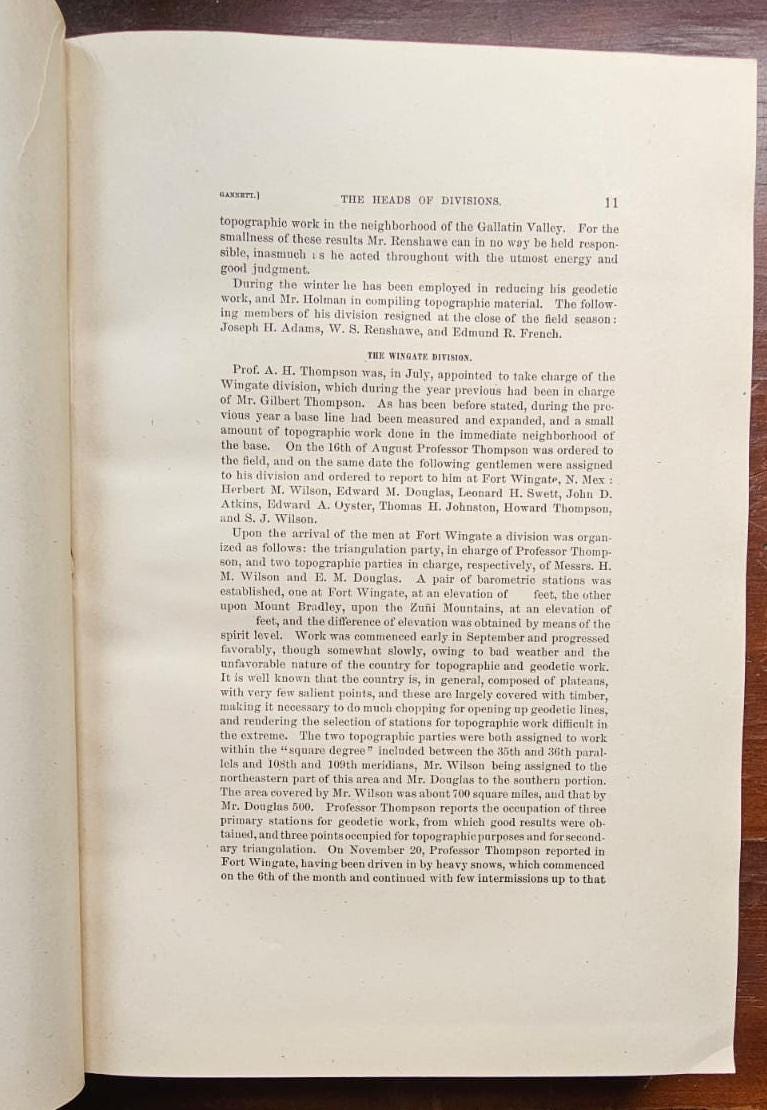 GANNETT.]
THE HEADS OF DIVISIONS.
11
topographic work in the neighborhood of the Gallatin Valley. For the
smallness of these results Mr. Renshawe can in no way be held respon-
sible, inasmuch as he acted throughout with the utmost energy and
good judgment.
During the winter he has been employed in reducing his geodetic
work, and Mr. Holman in compiling topographic material. The follow-
ing members of his division resigned at the close of the field season:
Joseph H. Adams, W. S. Renshawe, and Edmund R. French.
THE WINGATE DIVISION.
Prof. A. H. Thompson was, in July, appointed to take charge of the
Wingate division, which during the year previous had been in charge
of Mr. Gilbert Thompson. As has been before stated, during the pre-
vious year a base line had been measured and expanded, and a small
amount of topographic work done in the immediate neighborhood of
the base. On the 16th of August Professor Thompson was ordered to
the field, and on the same date the following gentlemen were assigned
to his division and ordered to report to him at Fort Wingate, N. Mex :
Herbert M. Wilson, Edward M. Douglas, Leonard H. Swett, John D.
Atkins, Edward A. Oyster, Thomas H. Johnston, Howard Thompson,
and S. J. Wilson.
Upon the arrival of the men at Fort Wingate a division was organ-
ized as follows: the triangulation party, in charge of Professor Thomp-
son, and two topographic parties in charge, respectively, of Messrs. H.
M. Wilson and E. M. Douglas. A pair of barometric stations was
established, one at Fort Wingate, at an elevation of feet, the other
upon Mount Bradley, upon the Zuñi Mountains, at an elevation of
feet, and the difference of elevation was obtained by means of the
spirit level. Work was commenced early in September and progressed
favorably, though somewhat slowly, owing to bad weather and the
unfavorable nature of the country for topographic and geodetic work.
It is well known that the country is, in general, composed of plateaus,
with very few salient points, and these are largely covered with timber,
making it necessary to do much chopping for opening up geodetic lines,
and rendering the selection of stations for topographic work difficult in
the extreme. The two topographic parties were both assigned to work
within the "square degree" included between the 35th and 36th paral-
lels and 108th and 109th meridians, Mr. Wilson being assigned to the
northeastern part of this area and Mr. Douglas to the southern portion.
The area covered by Mr. Wilson was about 700 square miles, and that by
Mr. Douglas 500. Professor Thompson reports the occupation of three
primary stations for geodetic work, from which good results were ob-
tained, and three points occupied for topographic purposes and for second-
ary triangulation. On November 20, Professor Thompson reported in
Fort Wingate, having been driven in by heavy snows, which commenced
on the 6th of the month and continued with few intermissions up to that